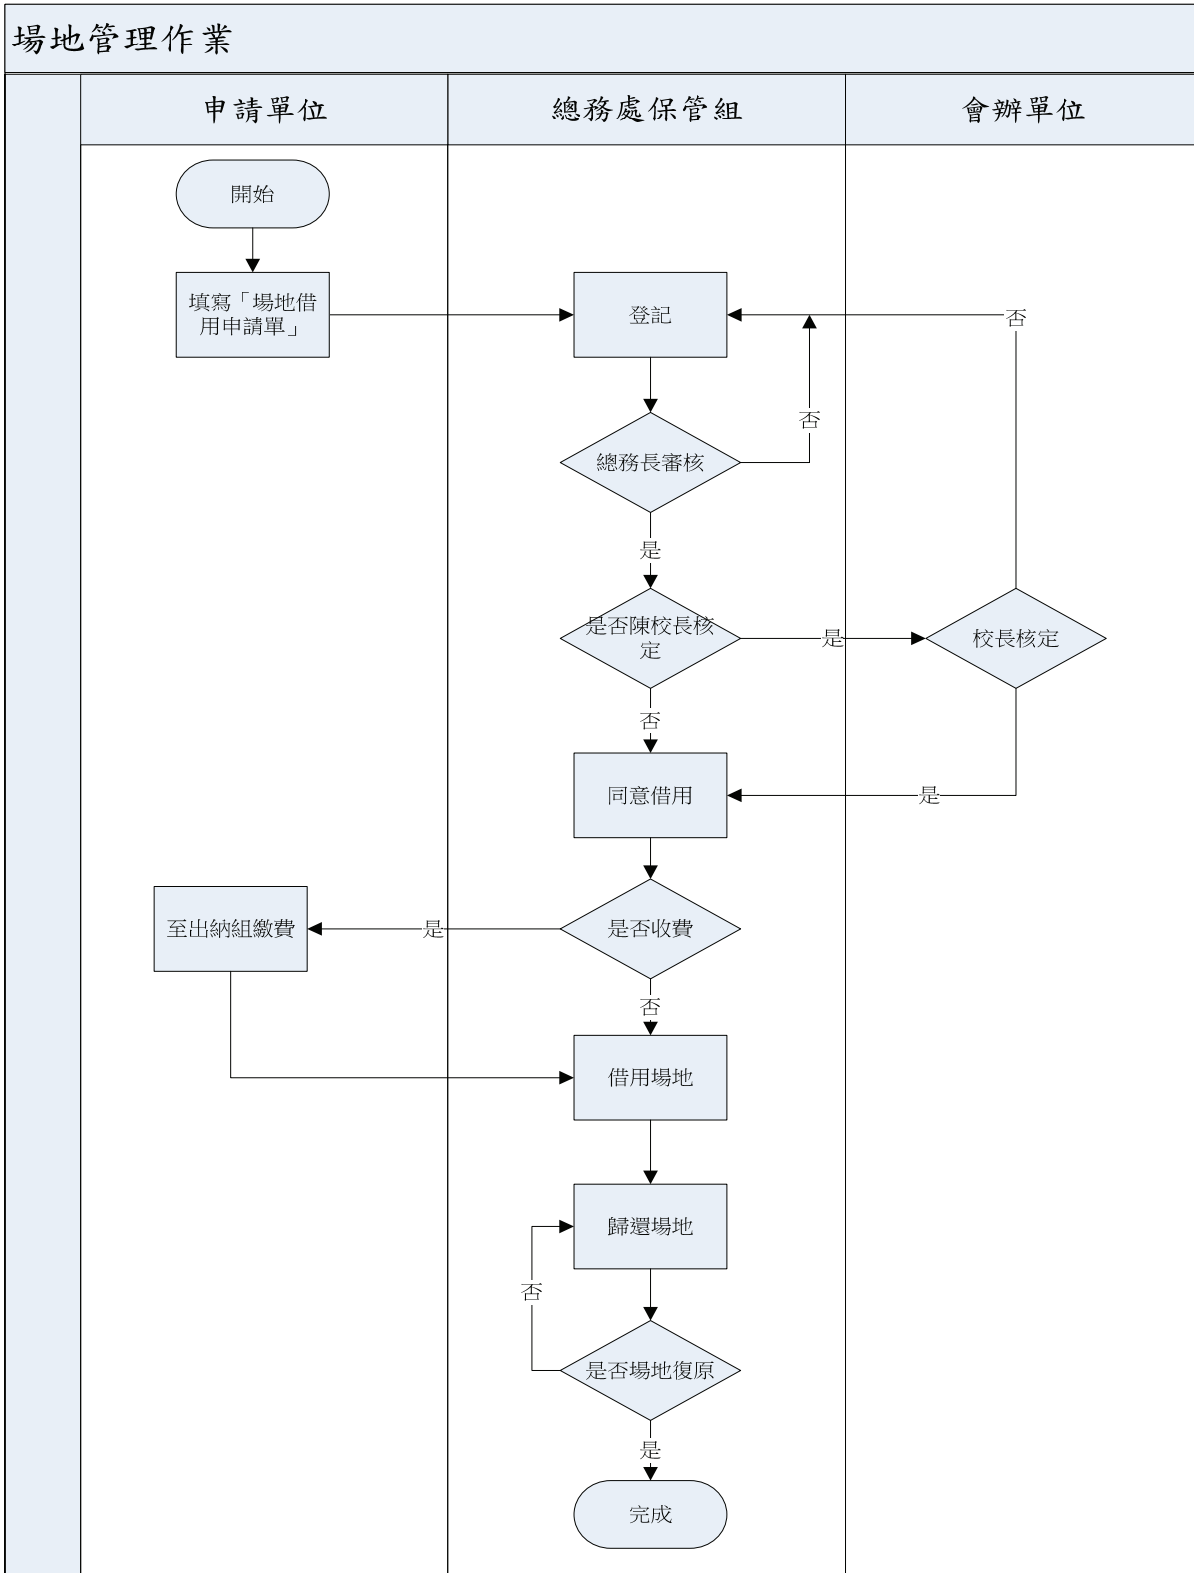 場地管理作業
申請單位
總務處保管組
會辦單位
開始
填寫「場地借
用申請單」
登記
否
否
總務長審核
是
是否陳校長核
定
是
校長核定
否
同意借用
是
至出納組繳費
是
是否收費
否
借用場地
歸還場地
否
是否場地復原
是
完成